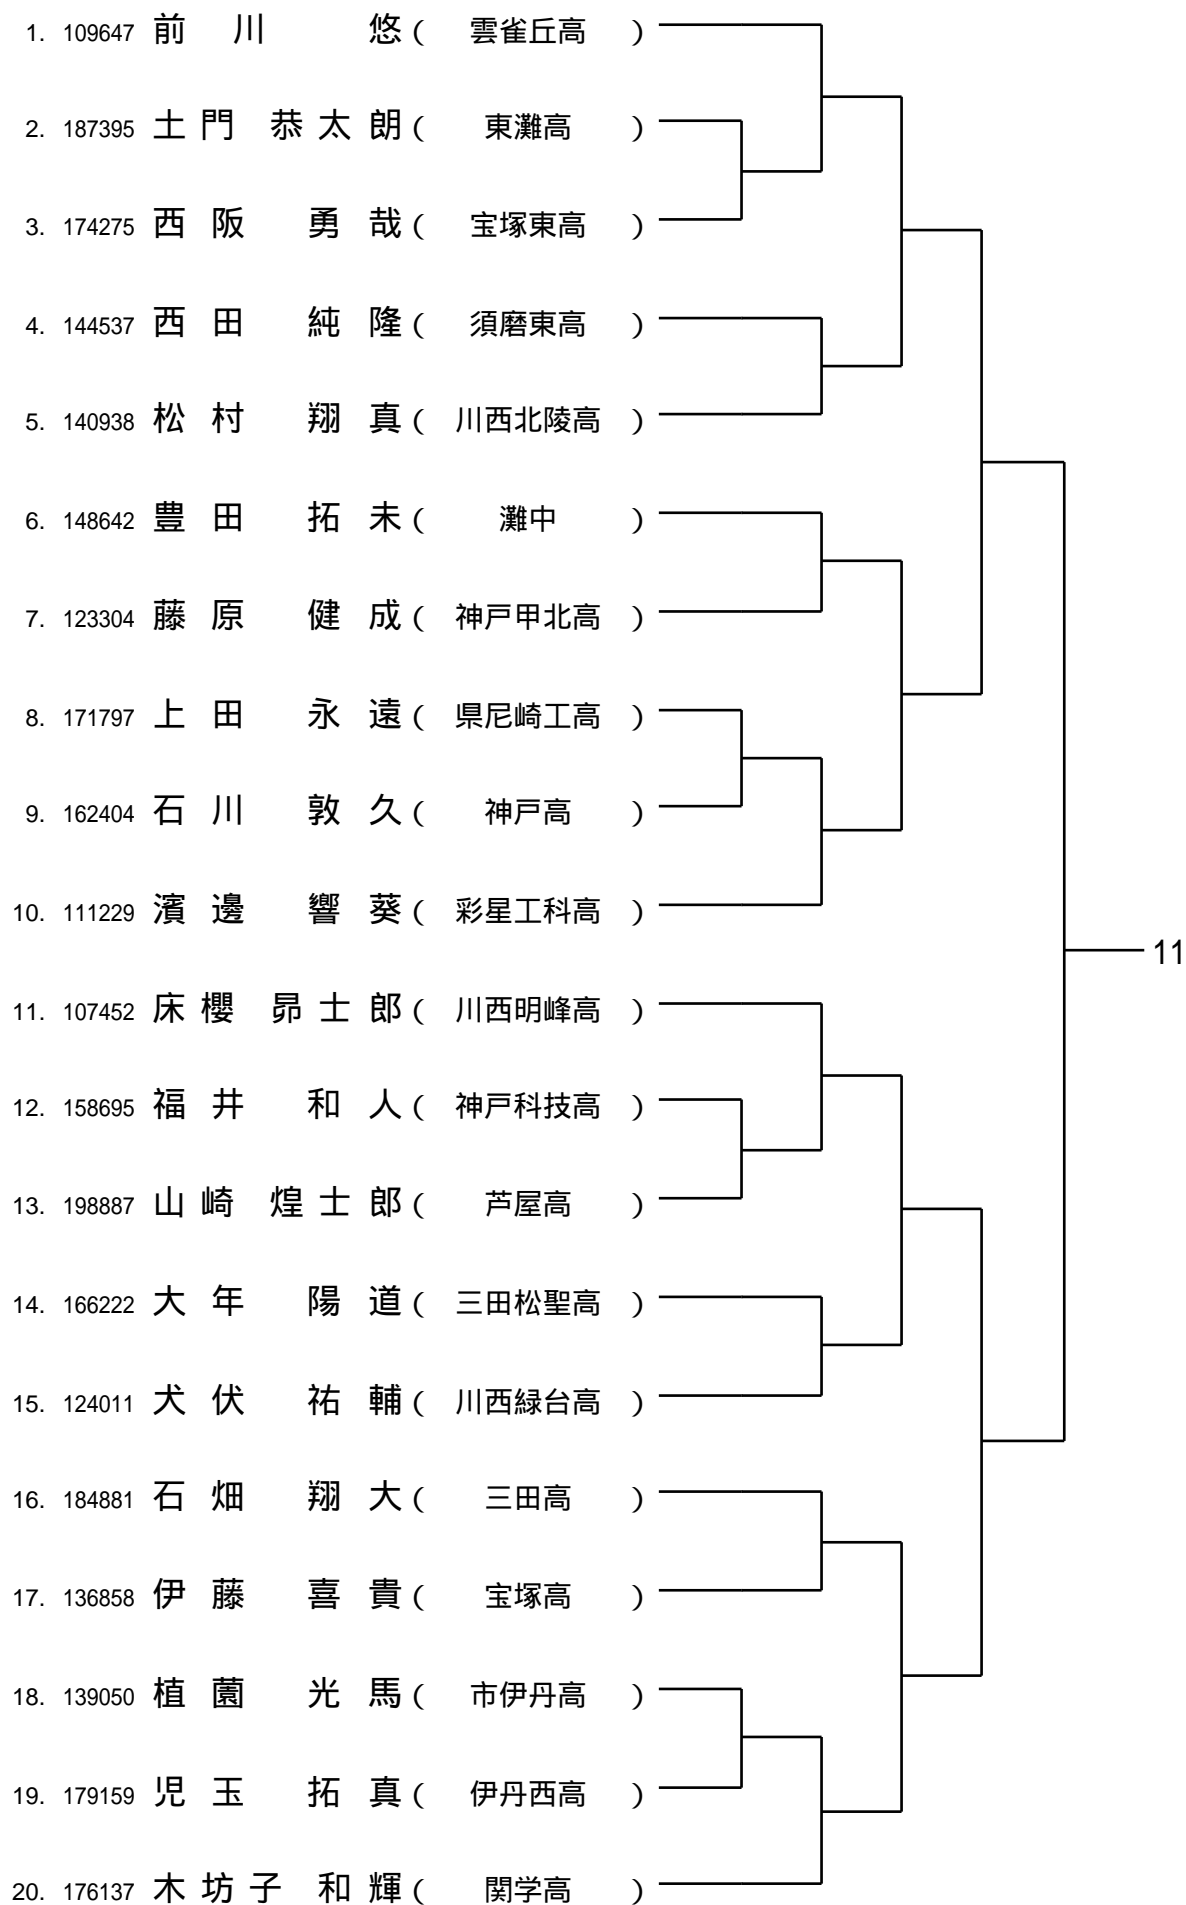 1. 109647 前川 悠 ( 雲雀丘高 )
2. 187395 土門 恭太朗 ( 東灘高 )
3. 174275 西阪 勇哉 ( 宝塚東高 )
4. 144537 西田 純隆 ( 須磨東高 )
5. 140938 松村 翔真 ( 川西北陵高 )
6. 148642 豊田 拓未 ( 灘中 )
7. 123304 藤原 健成 ( 神戸甲北高 )
8. 171797 上田 永遠 ( 県尼崎工高 )
9. 162404 石川 敦久 ( 神戸高 )
10. 111229 濱邊 響葵 ( 彩星工科高 )
11
11. 107452 床櫻 昴士郎 ( 川西明峰高 )
12. 158695 福井 和人 ( 神戸科技高 )
13. 198887 山崎 煌士郎 ( 芦屋高 )
14. 166222 大年 陽道 ( 三田松聖高 )
15. 124011 犬伏 祐輔 ( 川西緑台高 )
16. 184881 石畑 翔大 ( 三田高 )
17. 136858 伊藤 喜貴 ( 宝塚高 )
18. 139050 植薗 光馬 ( 市伊丹高 )
19. 179159 児玉 拓真 ( 伊丹西高 )
20. 176137 木坊子 和輝 ( 関学高 )